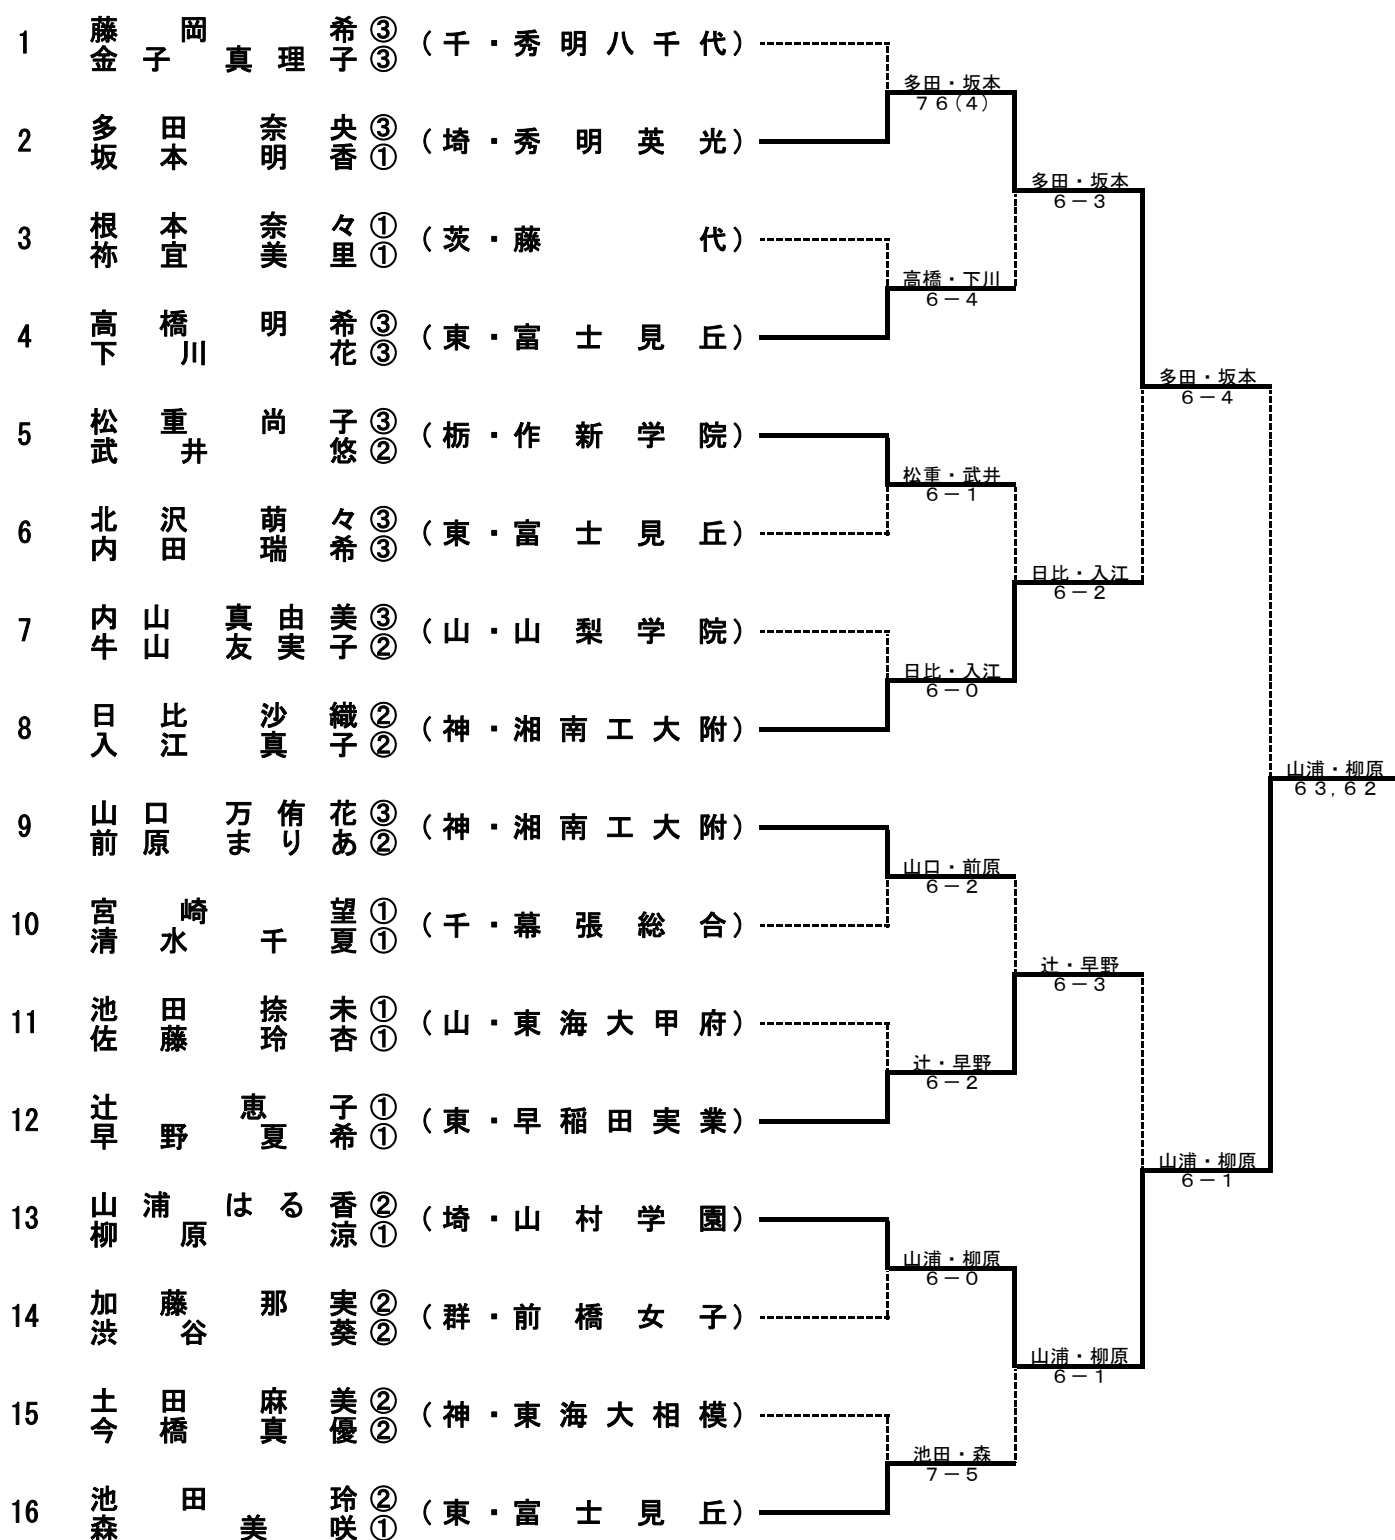 1 藤岡希③ (千・秀明八千代)
金子真理子③
多田・坂本
76(4)
2 多田奈央③ (埼・秀明英光)
坂本明香①
多田・坂本
6－3
3 根本奈々① (茨・藤代)
祢宜美里①
高橋・下川
6－4
4 高橋明希③ (東・富士見丘)
下川花③
多田・坂本
6－4
5 松重尚子③ (栃・作新学院)
武井悠②
松重・武井
6－1
6 北沢萌々③ (東・富士見丘)
内田瑞希③
日比・入江
6－2
7 内山真由美③ (山・山梨学院)
牛山友実子②
日比・入江
6－0
8 日比沙織② (神・湘南工大附)
入江真子②
山浦・柳原
63,62
9 山口万侑花③ (神・湘南工大附)
前原まりあ②
山口・前原
6－2
10 宮崎望① (千・幕張総合)
清水千夏①
辻・早野
6－3
11 池田捺未① (山・東海大甲府)
佐藤玲杏①
辻・早野
6－2
12 辻恵子① (東・早稲田実業)
早野夏希①
山浦・柳原
6－1
13 山浦はる香② (埼・山村学園)
柳原涼①
山浦・柳原
6－0
14 加藤那実② (群・前橋女子)
渋谷葵②
山浦・柳原
6－1
15 土田麻美② (神・東海大相模)
今橋真優②
池田・森
7－5
16 池田玲② (東・富士見丘)
森美咲①